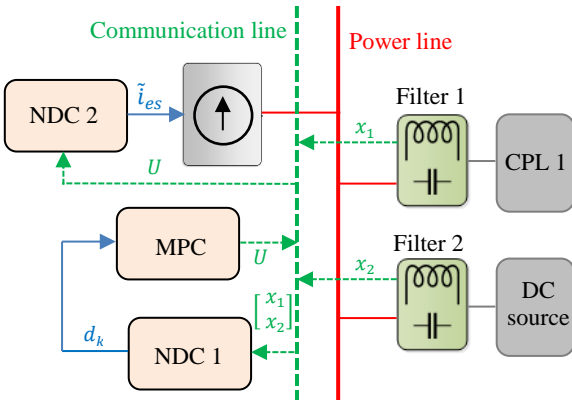 Communication line
Power line
NDC 2
ĩₑₛ
Filter 1
x₁
CPL 1
U
MPC
U
Filter 2
x₂
DC
source
[x₁
x₂]
dₖ
NDC 1